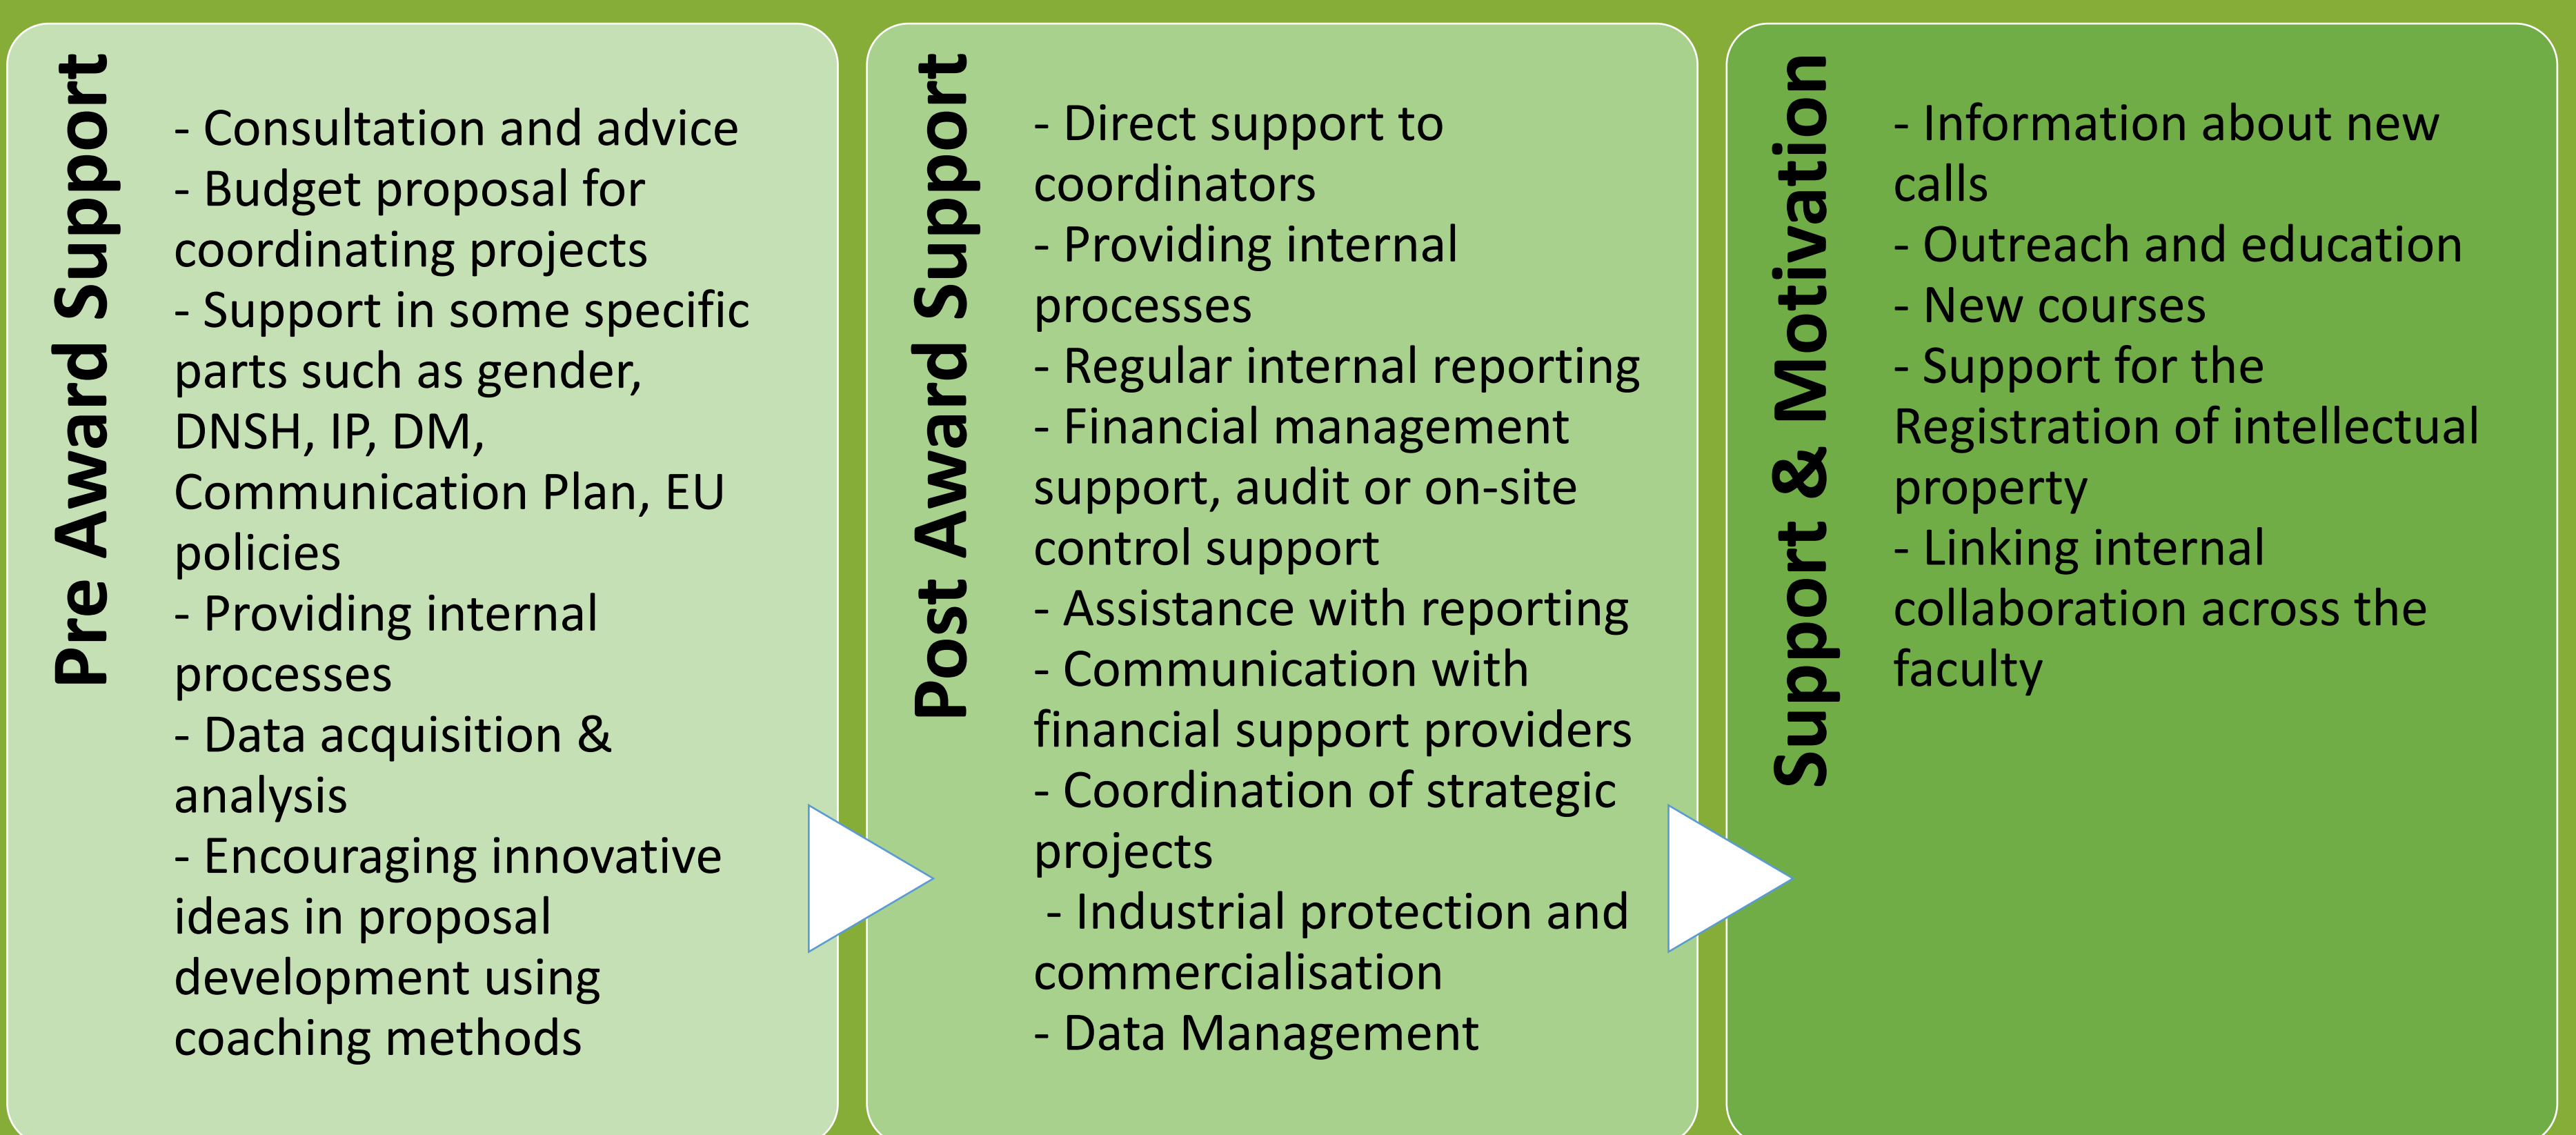 Pre Award Support
- Consultation and advice
- Budget proposal for
coordinating projects
- Support in some specific
parts such as gender,
DNSH, IP, DM,
Communication Plan, EU
policies
- Providing internal
processes
- Data acquisition &
analysis
- Encouraging innovative
ideas in proposal
development using
coaching methods
Post Award Support
- Direct support to
coordinators
- Providing internal
processes
- Regular internal reporting
- Financial management
support, audit or on-site
control support
- Assistance with reporting
- Communication with
financial support providers
- Coordination of strategic
projects
- Industrial protection and
commercialisation
- Data Management
Support & Motivation
- Information about new
calls
- Outreach and education
- New courses
- Support for the
Registration of intellectual
property
- Linking internal
collaboration across the
faculty